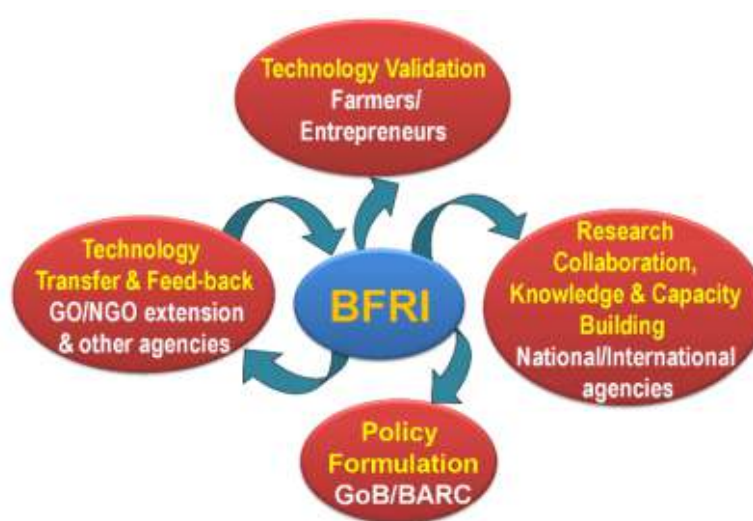 Technology Validation
Farmers/
Entrepreneurs
Technology
Transfer & Feed-back
GO/NGO extension
& other agencies
BFRI
Research
Collaboration,
Knowledge & Capacity
Building
National/International
agencies
Policy
Formulation
GoB/BARC